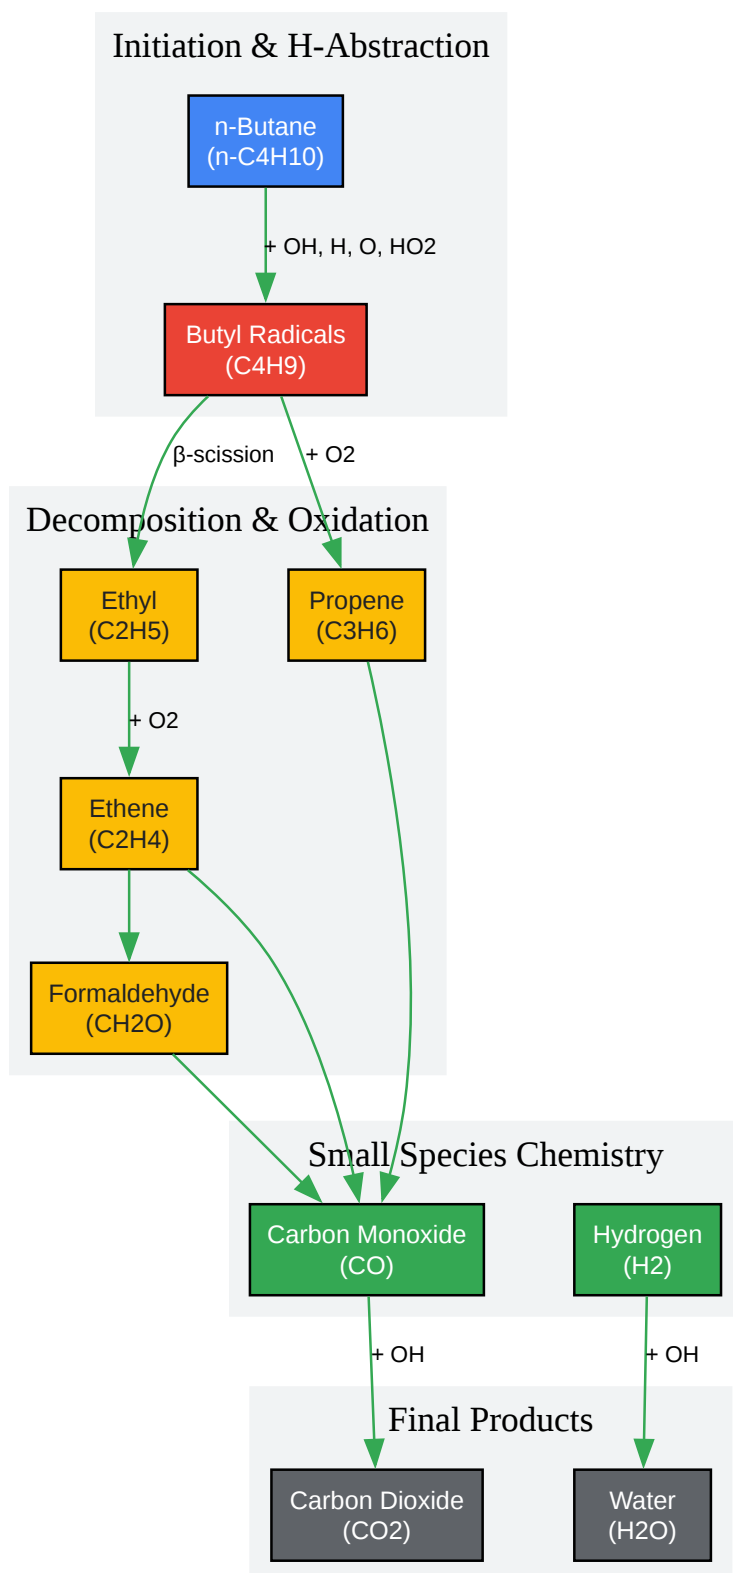 Initiation & H-Abstraction
n-Butane
(n-C4H10)
+ OH, H, O, HO2
Butyl Radicals
(C4H9)
β-scission
+ O2
Decomposition & Oxidation
Ethyl
(C2H5)
Propene
(C3H6)
+ O2
Ethene
(C2H4)
Formaldehyde
(CH2O)
Small Species Chemistry
Carbon Monoxide
(CO)
Hydrogen
(H2)
+ OH
+ OH
Final Products
Carbon Dioxide
(CO2)
Water
(H2O)